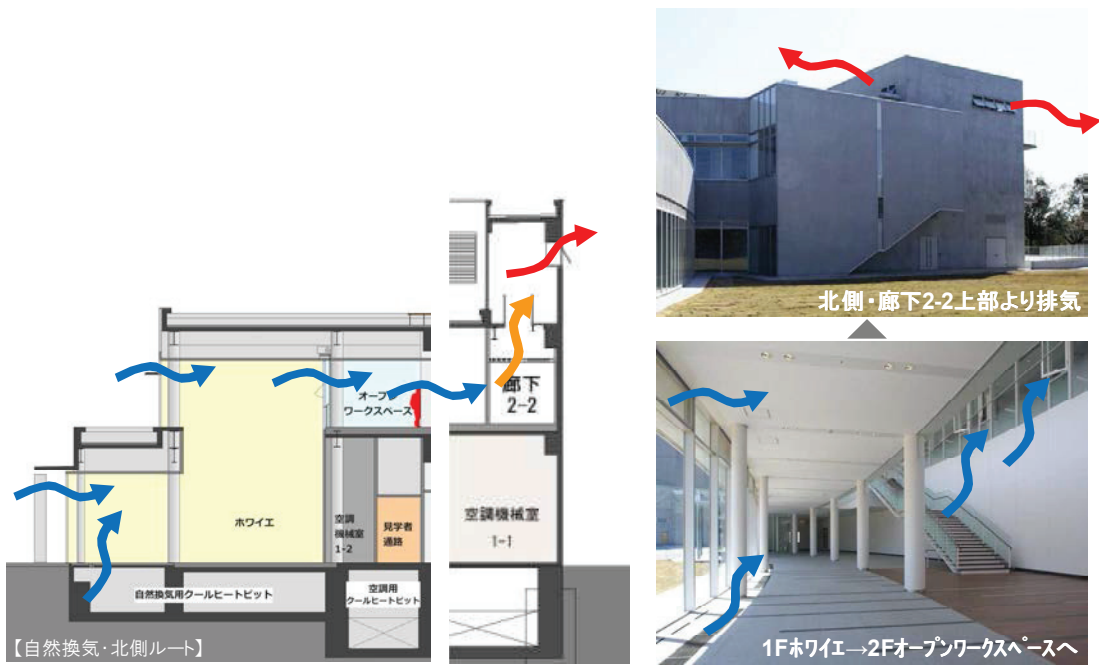 北側・廊下2-2上部より排気
オープン
ワークスペース
廊下
2-2
ホワイエ
空調
機械室
1-2
見学者
通路
空調機械室
1-1
自然換気用クールヒートピット
空調用
クールヒートピット
【自然換気・北側ルート】
1Fホワイエ→2Fオープンワークスペースへ